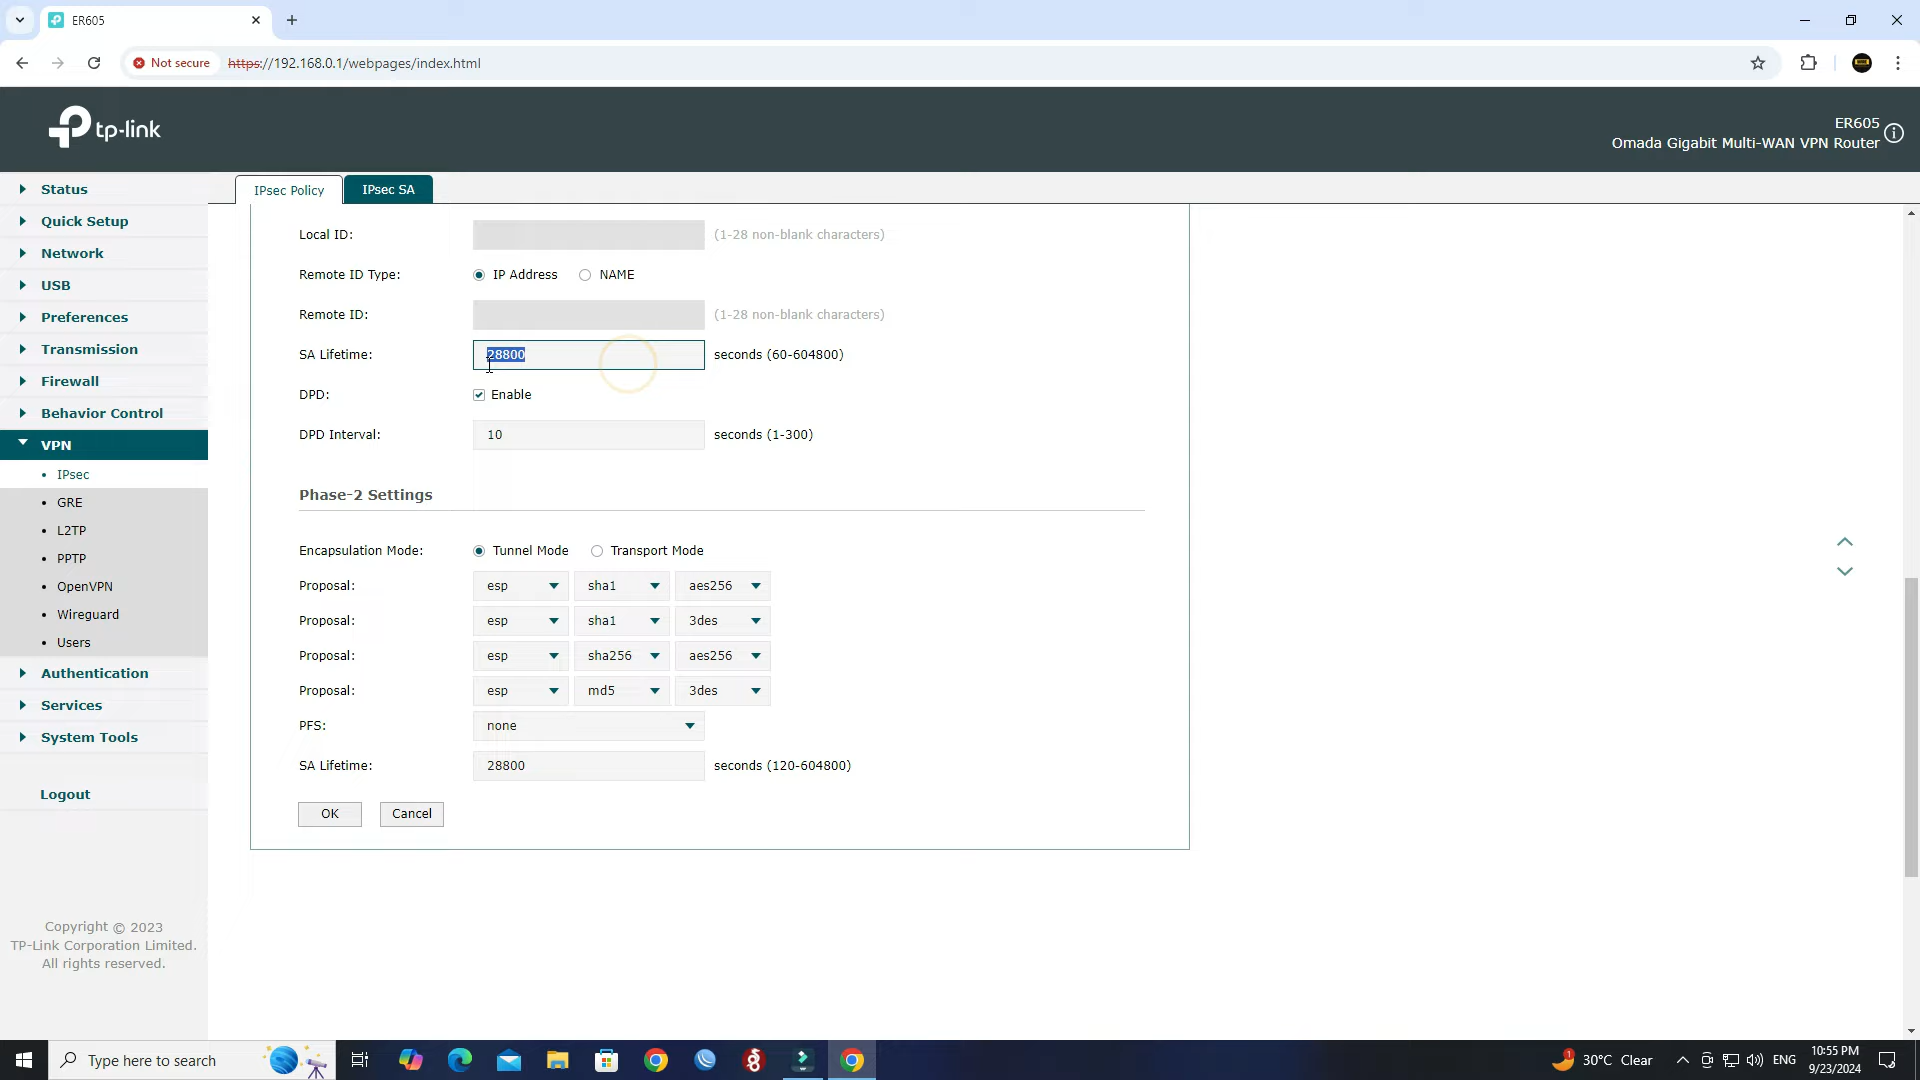 ER605
Not secure https://192.168.0.1/webpages/index.html
tp-link
ER605
Omada Gigabit Multi-WAN VPN Router
Status
Quick Setup
Network
USB
Preferences
Transmission
Firewall
Behavior Control
VPN
IPsec
GRE
L2TP
PPTP
OpenVPN
Wireguard
Users
Authentication
Services
System Tools
Logout
Copyright © 2023
TP-Link Corporation Limited.
All rights reserved.
IPsec Policy IPsec SA
Local ID: (1-28 non-blank characters)
Remote ID Type: IP Address NAME
Remote ID: (1-28 non-blank characters)
SA Lifetime: 28800 seconds (60-604800)
DPD: Enable
DPD Interval: 10 seconds (1-300)
Phase-2 Settings
Encapsulation Mode: Tunnel Mode Transport Mode
Proposal: esp sha1 aes256
Proposal: esp sha1 3des
Proposal: esp sha256 aes256
Proposal: esp md5 3des
PFS: none
SA Lifetime: 28800 seconds (120-604800)
OK Cancel
Type here to search
30°C Clear
ENG
10:55 PM
9/23/2024